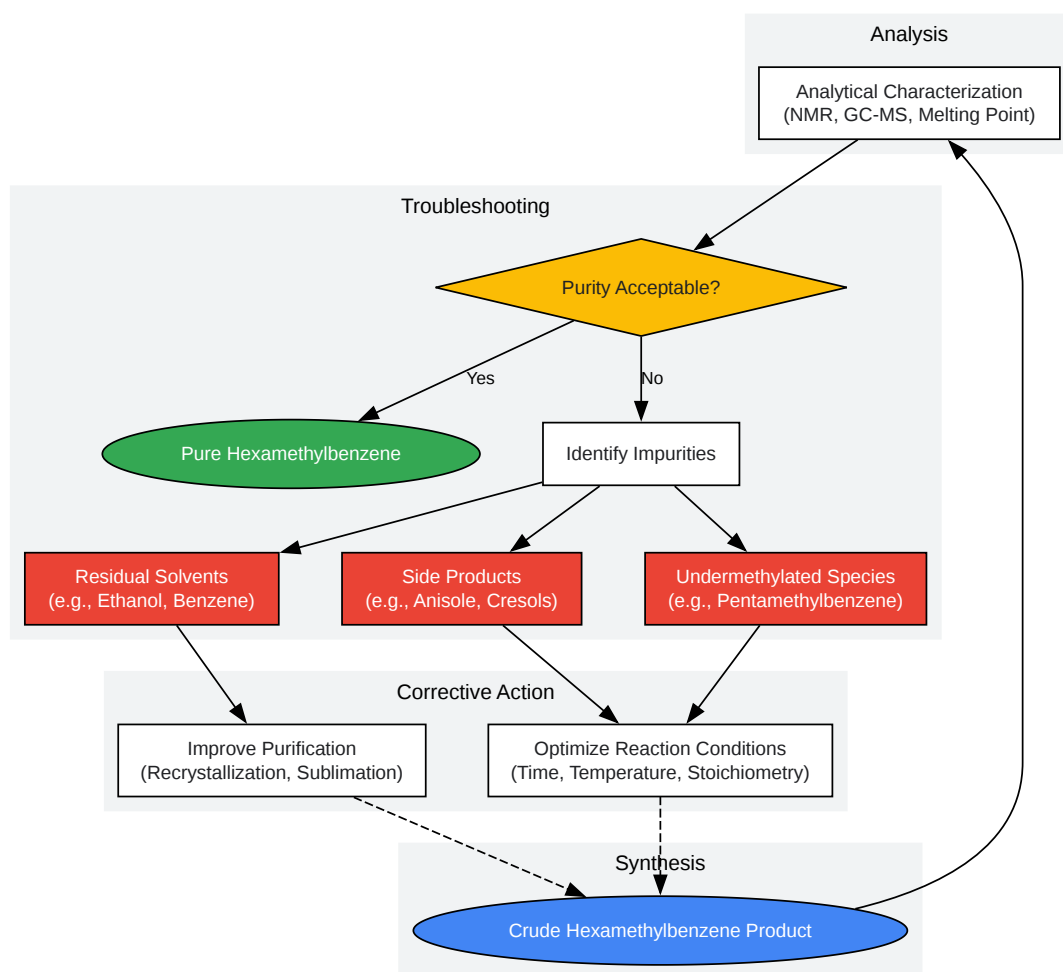 Analysis
Analytical Characterization
(NMR, GC-MS, Melting Point)
Troubleshooting
Purity Acceptable?
Yes
No
Pure Hexamethylbenzene
Identify Impurities
Residual Solvents
(e.g., Ethanol, Benzene)
Side Products
(e.g., Anisole, Cresols)
Undermethylated Species
(e.g., Pentamethylbenzene)
Corrective Action
Improve Purification
(Recrystallization, Sublimation)
Optimize Reaction Conditions
(Time, Temperature, Stoichiometry)
Synthesis
Crude Hexamethylbenzene Product